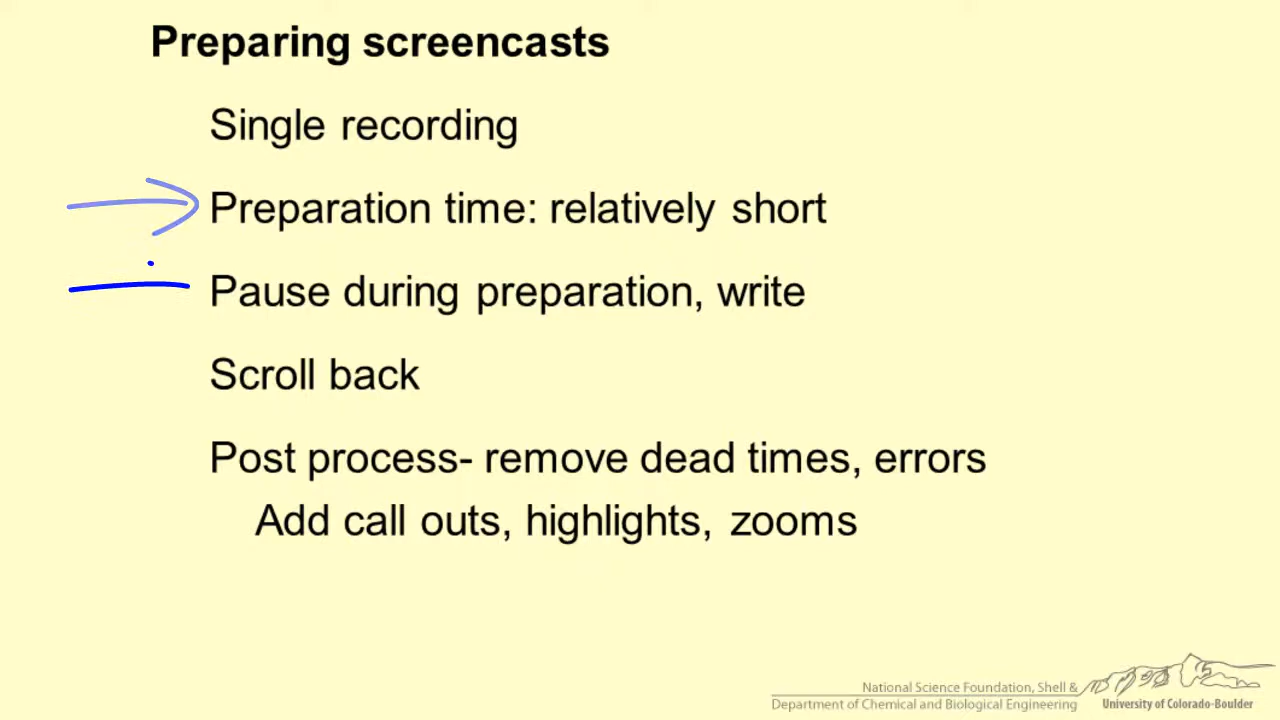 Preparing screencasts
Single recording
Preparation time: relatively short
Pause during preparation, write
Scroll back
Post process- remove dead times, errors
Add call outs, highlights, zooms
National Science Foundation, Shell &
Department of Chemical and Biological Engineering
University of Colorado-Boulder